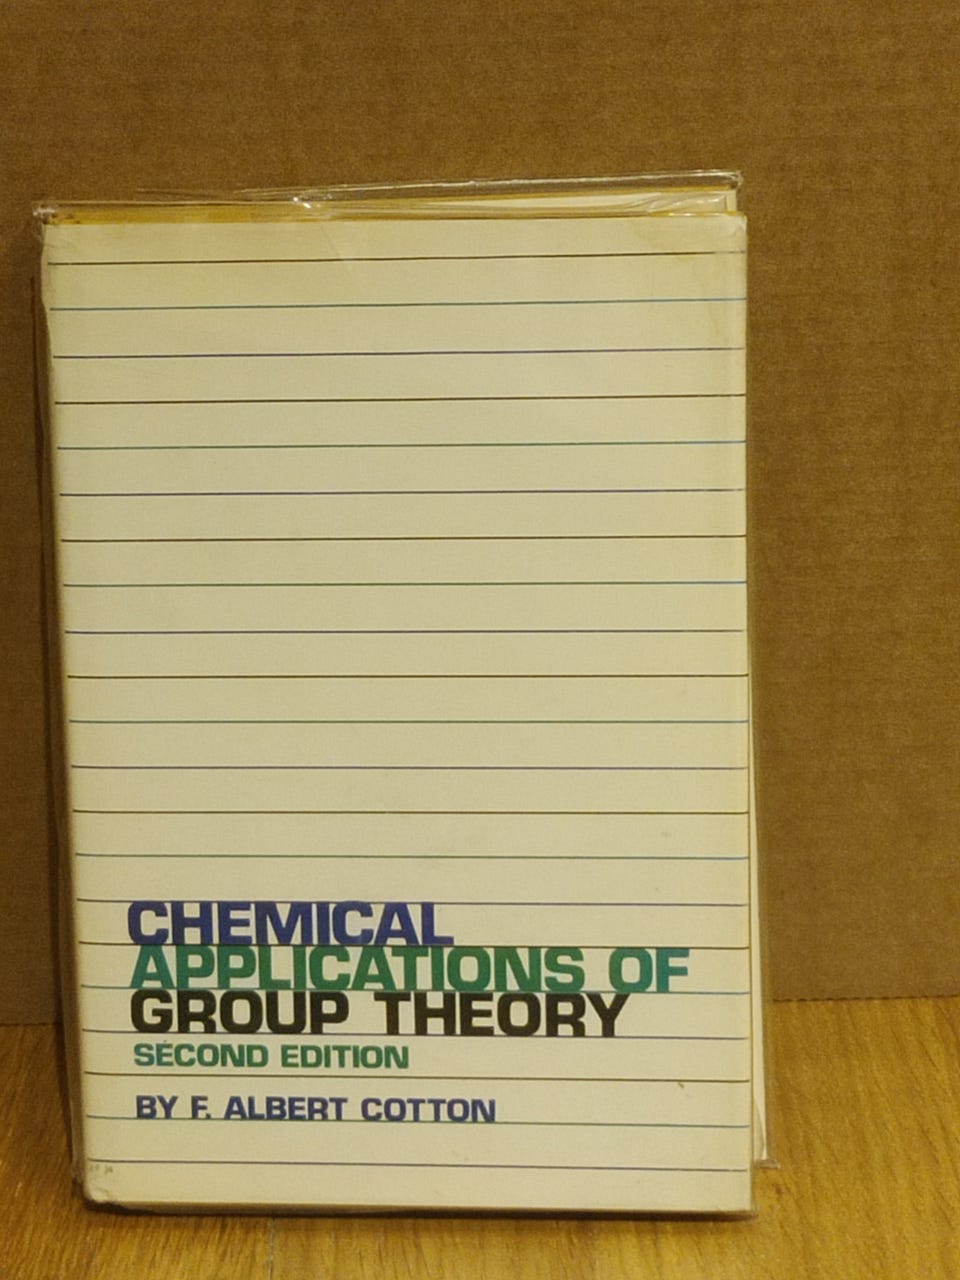 CHEMICAL
APPLICATIONS OF
GROUP THEORY
SECOND EDITION
BY F. ALBERT COTTON